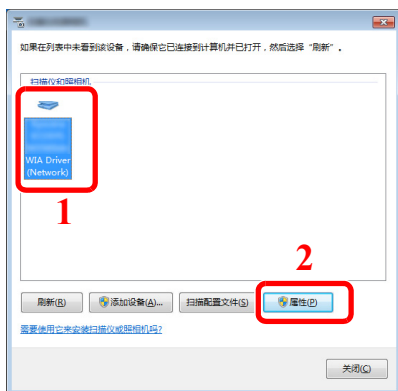 如果在列表中未看到该设备，请确保它已连接到计算机并已打开，然后选择“刷新”。
扫描仪和照相机
WIA Driver
(Network)
1
2
刷新(R)
添加设备(A)...
扫描配置文件(S)
属性(P)
需要使用它来安装扫描仪或照相机吗?
关闭(C)